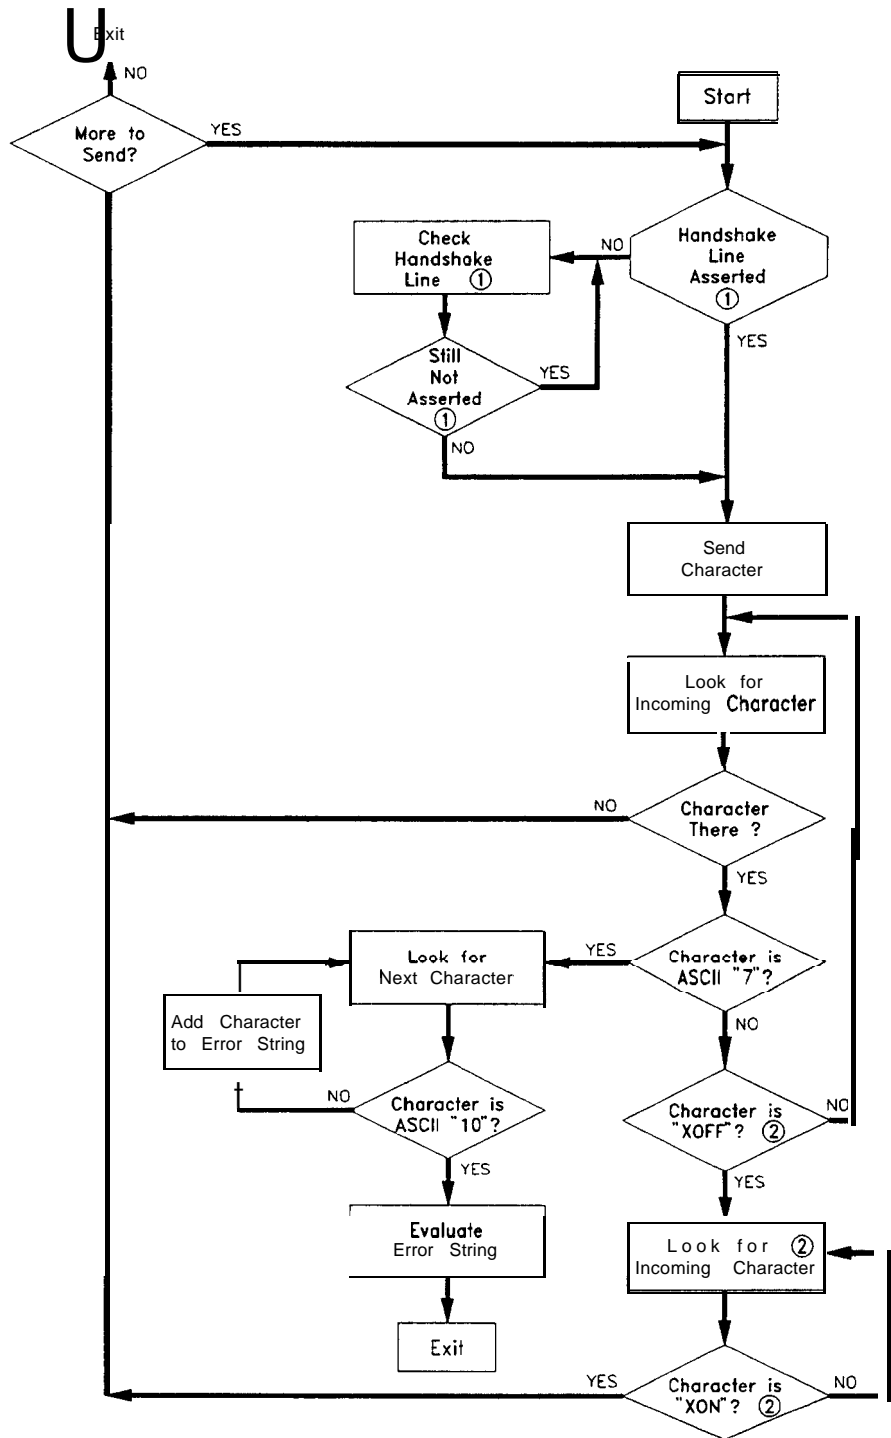 U
Exit
NO
More to
Send?
YES
Start
Handshake
Line
Asserted
①
NO
YES
Check
Handshake
Line ①
Still
Not
Asserted
①
YES
NO
Send
Character
Look for
Incoming Character
Character
There ?
NO
YES
Character is
ASCII "7"?
YES
NO
Look for
Next Character
Add Character
to Error String
Character is
ASCII "10"?
NO
YES
Evaluate
Error String
Exit
Character is
"XOFF"? ②
NO
YES
Look for ②
Incoming Character
Character is
"XON"? ②
YES
NO